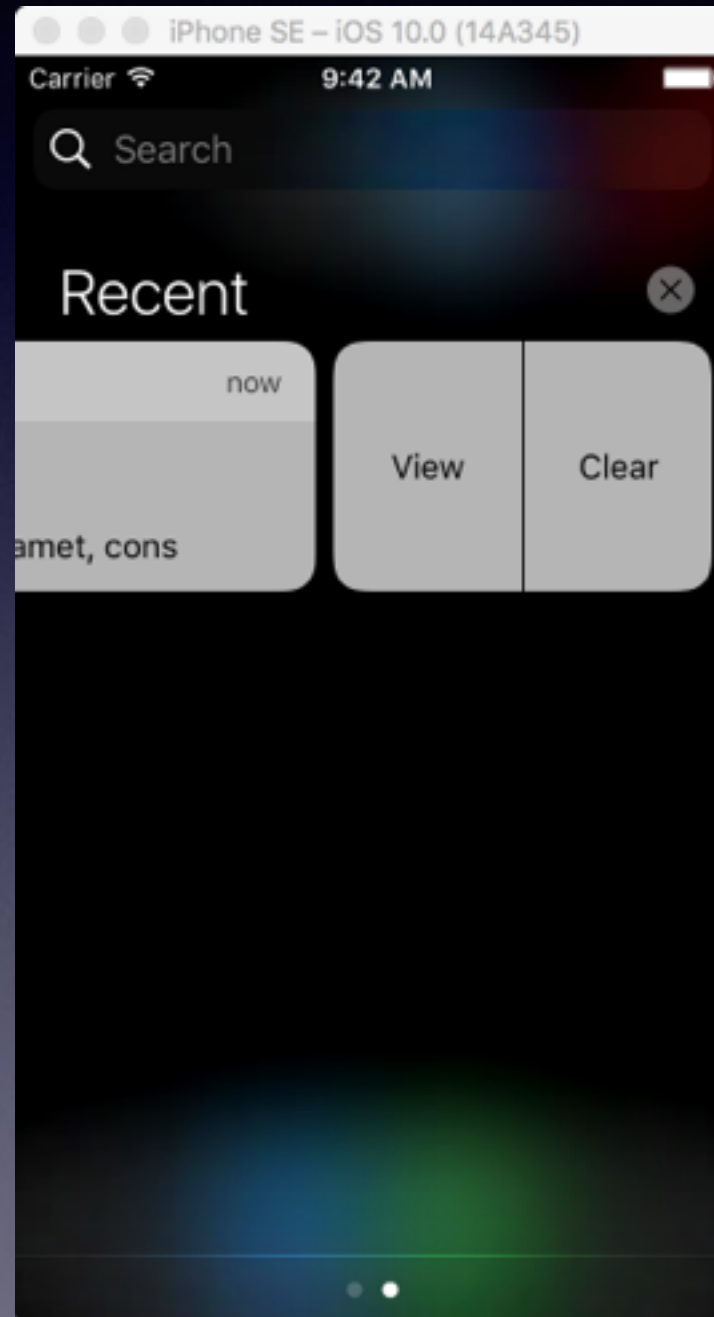 iPhone SE – iOS 10.0 (14A345)
Carrier 9:42 AM
Search
Recent
now
View Clear
amet, cons